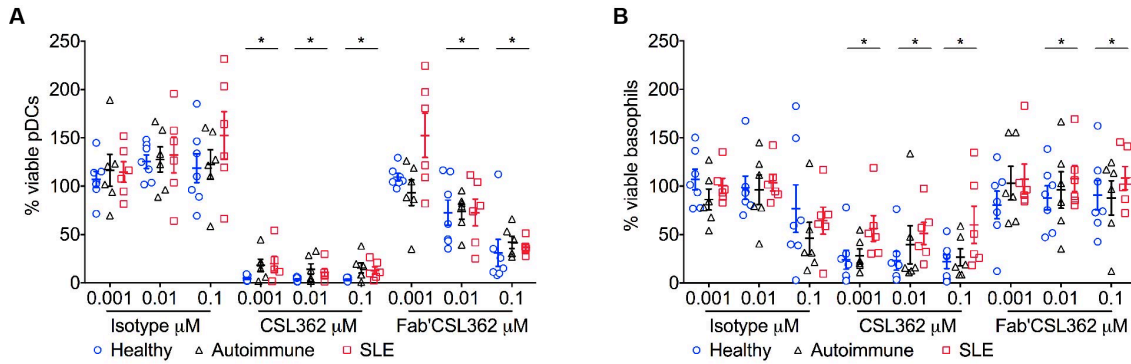 A
% viable pDCs
250
200
150
100
50
0
* * * * *
0.001 0.01 0.1 0.001 0.01 0.1 0.001 0.01 0.1
Isotype μM CSL362 μM Fab'CSL362 μM
Healthy Autoimmune SLE
B
% viable basophils
250
200
150
100
50
0
* * * * *
0.001 0.01 0.1 0.001 0.01 0.1 0.001 0.01 0.1
Isotype μM CSL362 μM Fab'CSL362 μM
Healthy Autoimmune SLE